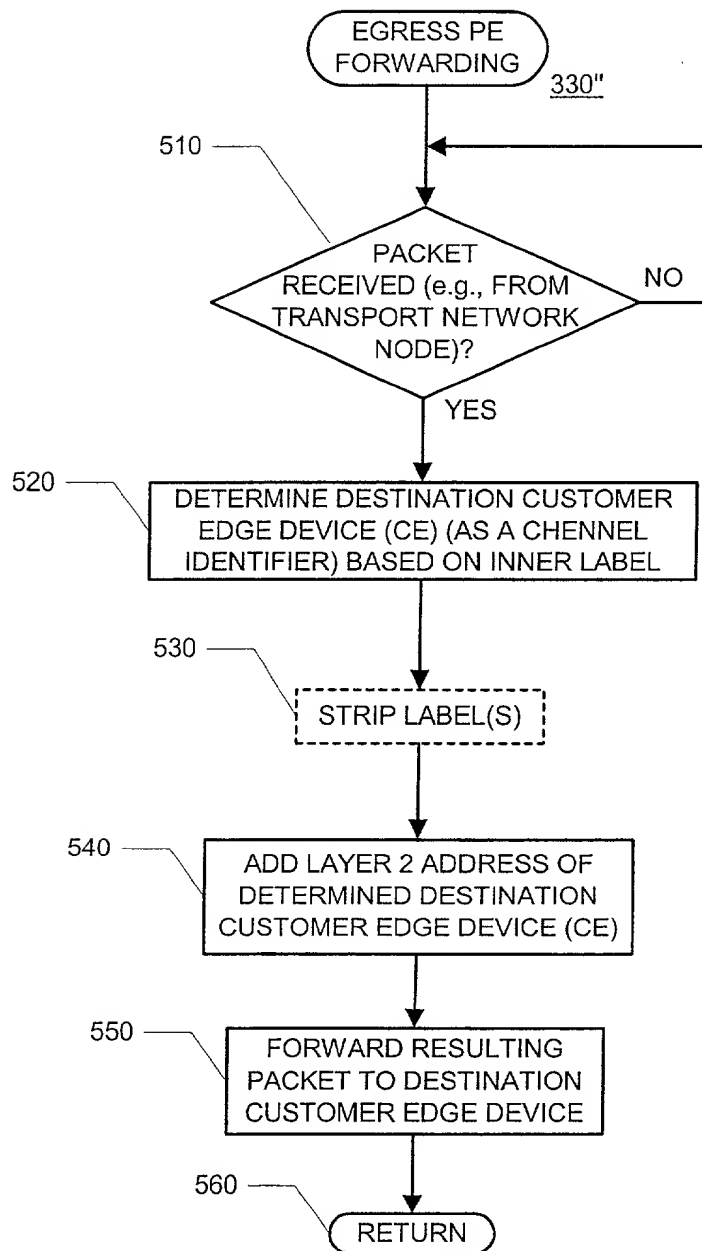 EGRESS PE
FORWARDING
330"
510
PACKET
RECEIVED (e.g., FROM
TRANSPORT NETWORK
NODE)?
NO
YES
520
DETERMINE DESTINATION CUSTOMER
EDGE DEVICE (CE) (AS A CHENNEL
IDENTIFIER) BASED ON INNER LABEL
530
STRIP LABEL(S)
540
ADD LAYER 2 ADDRESS OF
DETERMINED DESTINATION
CUSTOMER EDGE DEVICE (CE)
550
FORWARD RESULTING
PACKET TO DESTINATION
CUSTOMER EDGE DEVICE
560
RETURN